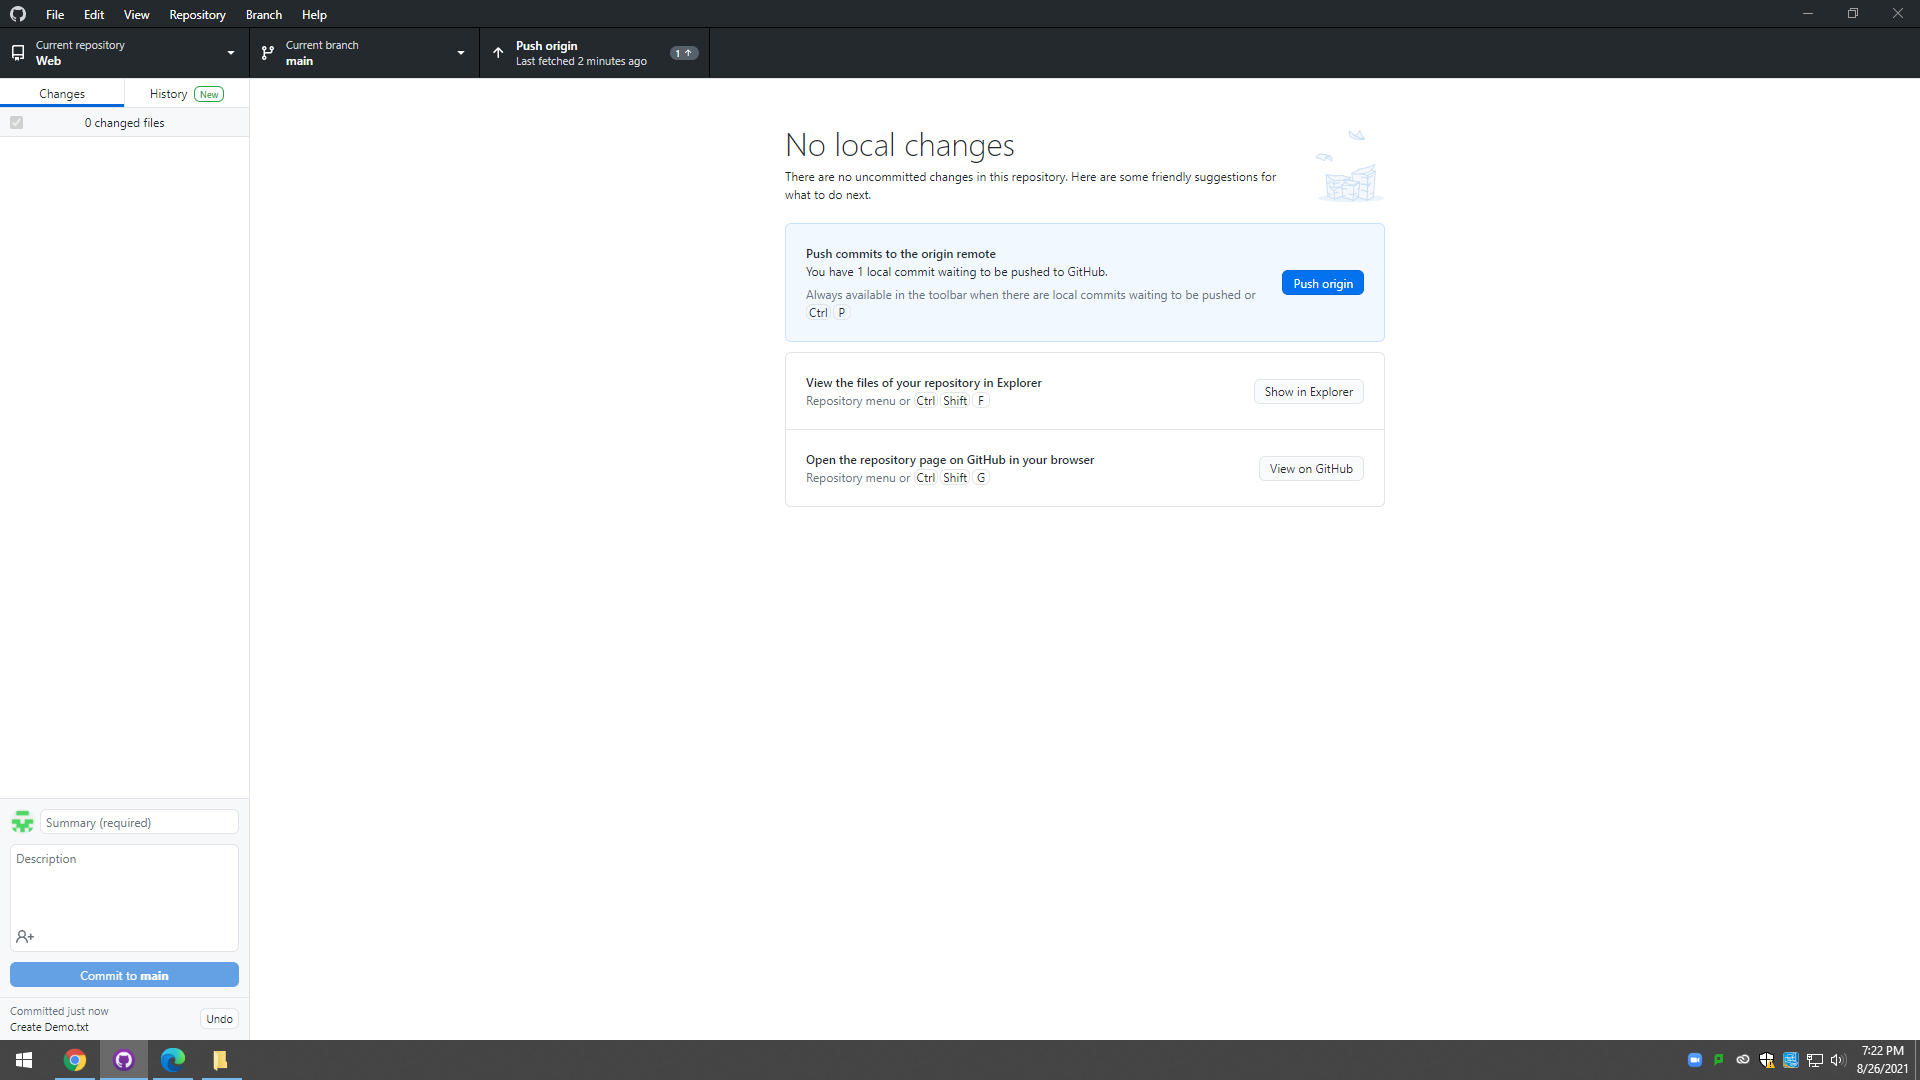 File Edit View Repository Branch Help
Current repository
Web
Current branch
main
Push origin
Last fetched 2 minutes ago
1
Changes
History New
0 changed files
No local changes
There are no uncommitted changes in this repository. Here are some friendly suggestions for
what to do next.
Push commits to the origin remote
You have 1 local commit waiting to be pushed to GitHub.
Always available in the toolbar when there are local commits waiting to be pushed or
Ctrl P
Push origin
View the files of your repository in Explorer
Repository menu or Ctrl Shift F
Show in Explorer
Open the repository page on GitHub in your browser
Repository menu or Ctrl Shift G
View on GitHub
Summary (required)
Description
Commit to main
Committed just now
Create Demo.txt
Undo
7:22 PM
8/26/2021